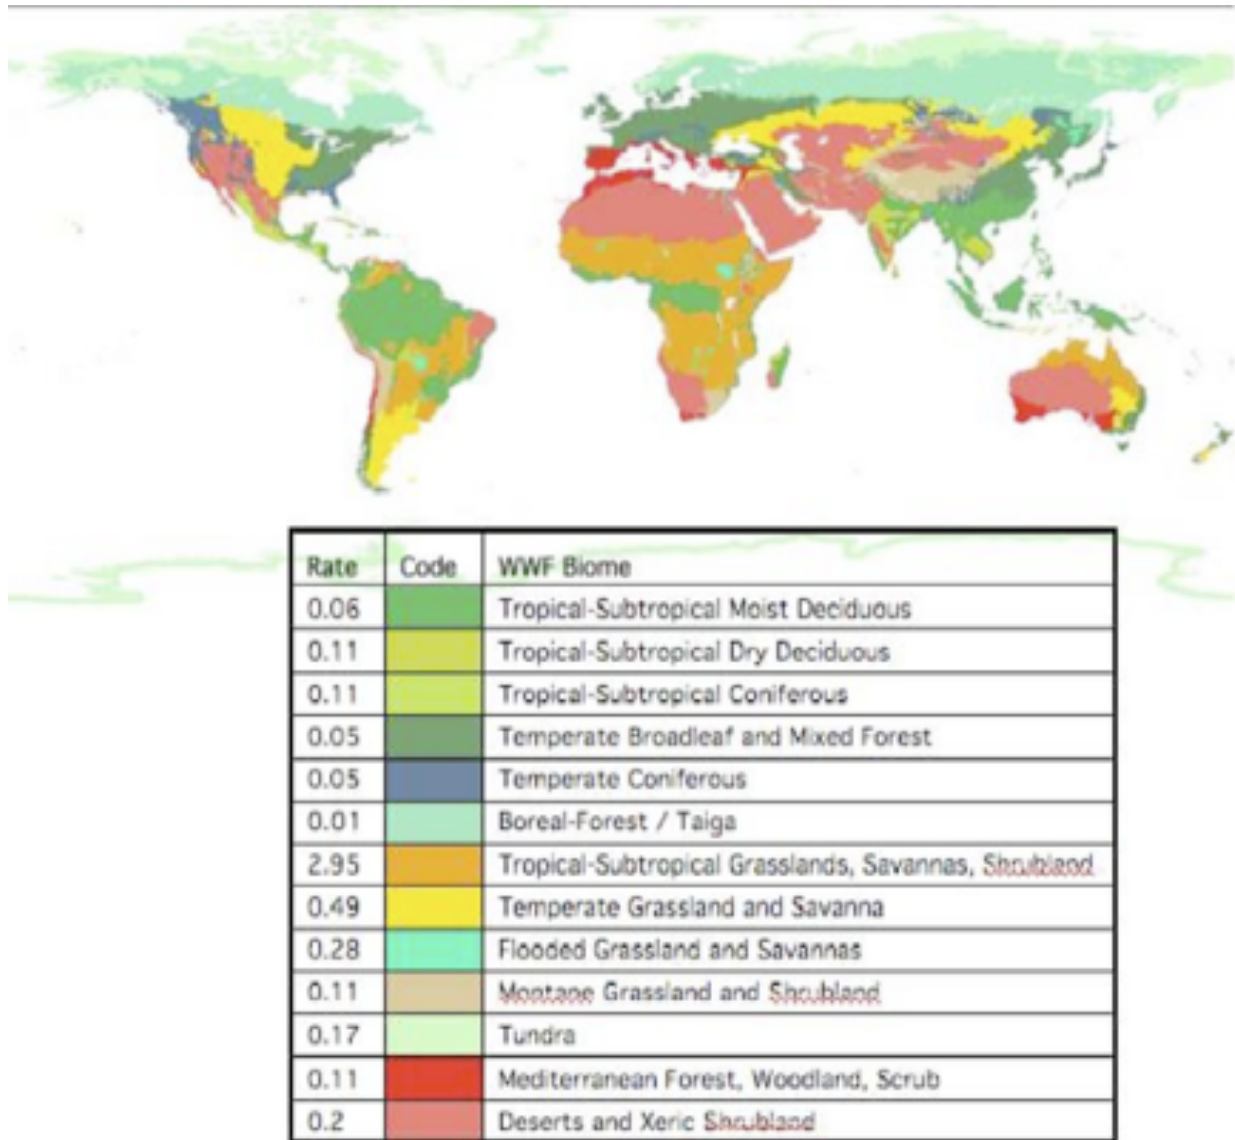 Rate Code WWF Biome
0.06 Tropical-Subtropical Moist Deciduous
0.11 Tropical-Subtropical Dry Deciduous
0.11 Tropical-Subtropical Coniferous
0.05 Temperate Broadleaf and Mixed Forest
0.05 Temperate Coniferous
0.01 Boreal-Forest / Taiga
2.95 Tropical-Subtropical Grasslands, Savannas, Shrubland
0.49 Temperate Grassland and Savanna
0.28 Flooded Grassland and Savannas
0.11 Montane Grassland and Shrubland
0.17 Tundra
0.11 Mediterranean Forest, Woodland, Scrub
0.2 Deserts and Xeric Shrubland